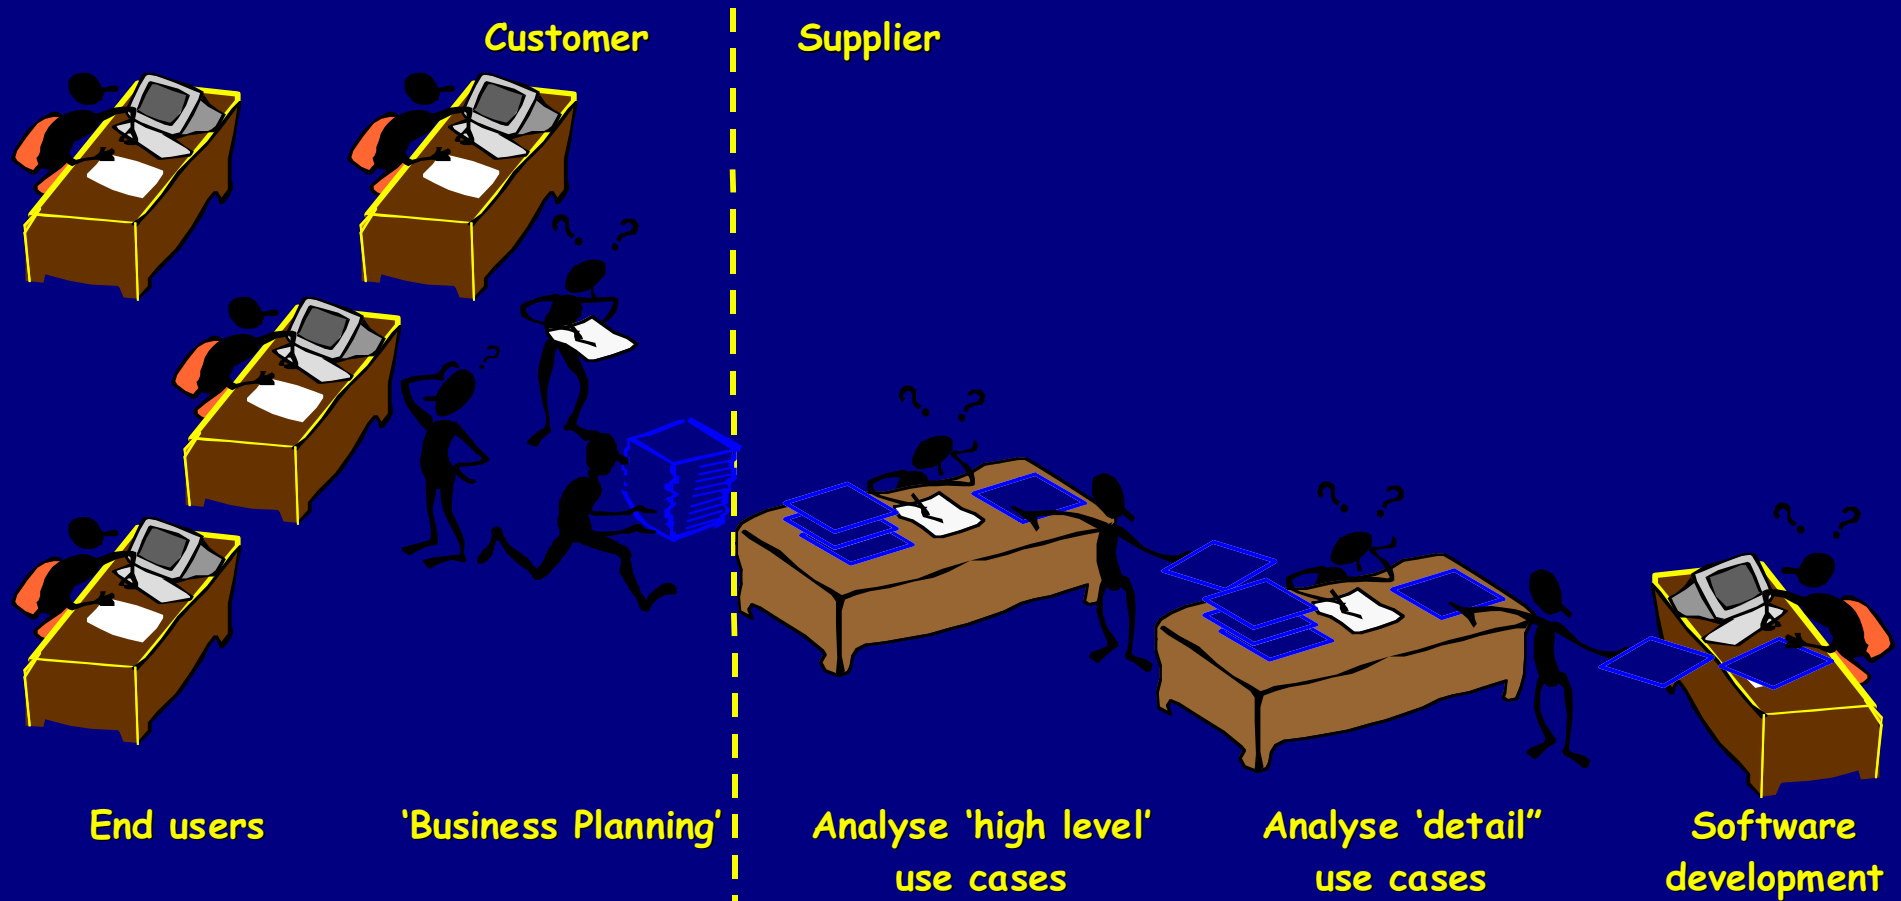 Customer
Supplier
? ?
?
? ?
? ?
? ?
End users
‘Business Planning’
Analyse ‘high level’
use cases
Analyse ‘detail”
use cases
Software
development